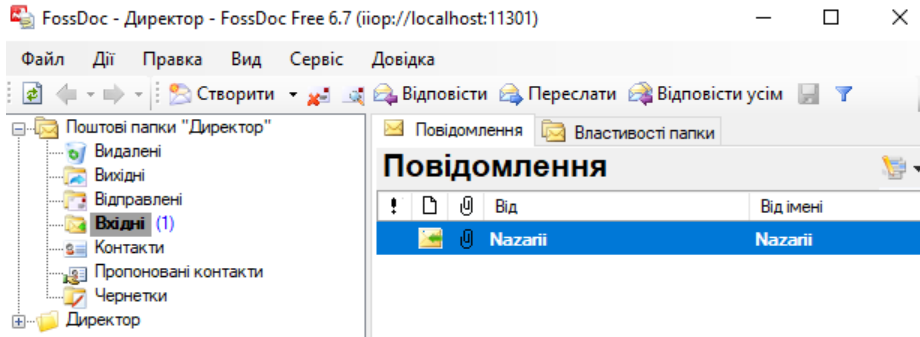 FossDoc - Директор - FossDoc Free 6.7 (iiop://localhost:11301)
Файл Дії Правка Вид Сервіс Довідка
Створити Відповісти Переслати Відповісти усім
Поштові папки "Директор"
Видалені
Вихідні
Відправлені
Вхідні (1)
Контакти
Пропоновані контакти
Чернетки
Директор
Повідомлення Властивості папки
Повідомлення
Від Від імені
Nazarii Nazarii